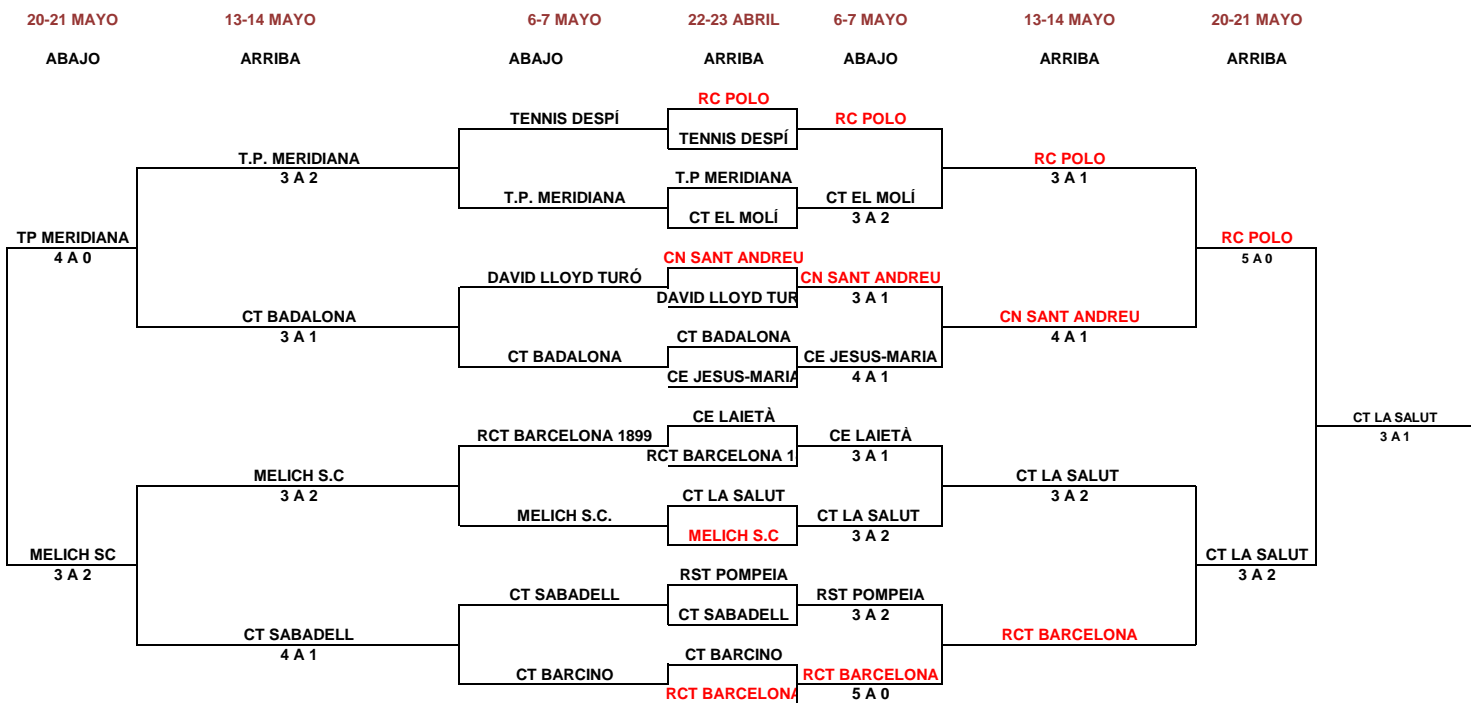 20-21 MAYO 13-14 MAYO 6-7 MAYO 22-23 ABRIL 6-7 MAYO 13-14 MAYO 20-21 MAYO
ABAJO ARRIBA ABAJO ARRIBA ABAJO ARRIBA ARRIBA
RC POLO
TENNIS DESPÍ RC POLO
TENNIS DESPÍ
T.P. MERIDIANA RC POLO
3 A 2 T.P MERIDIANA 3 A 1
T.P. MERIDIANA CT EL MOLÍ
CT EL MOLÍ 3 A 2
TP MERIDIANA RC POLO
4 A 0 CN SANT ANDREU 5 A 0
DAVID LLOYD TURÓ CN SANT ANDREU
DAVID LLOYD TUR 3 A 1
CT BADALONA CN SANT ANDREU
3 A 1 CT BADALONA 4 A 1
CT BADALONA CE JESUS-MARIA
CE JESUS-MARIA 4 A 1
CE LAIETÀ CT LA SALUT
RCT BARCELONA 1899 CE LAIETÀ 3 A 1
RCT BARCELONA 1 3 A 1
MELICH S.C CT LA SALUT
3 A 2 CT LA SALUT 3 A 2
MELICH S.C. CT LA SALUT
MELICH S.C 3 A 2
MELICH SC CT LA SALUT
3 A 2 RST POMPEIA 3 A 2
CT SABADELL RST POMPEIA
CT SABADELL 3 A 2
CT SABADELL RCT BARCELONA
4 A 1 CT BARCINO
CT BARCINO RCT BARCELONA
RCT BARCELONA 5 A 0